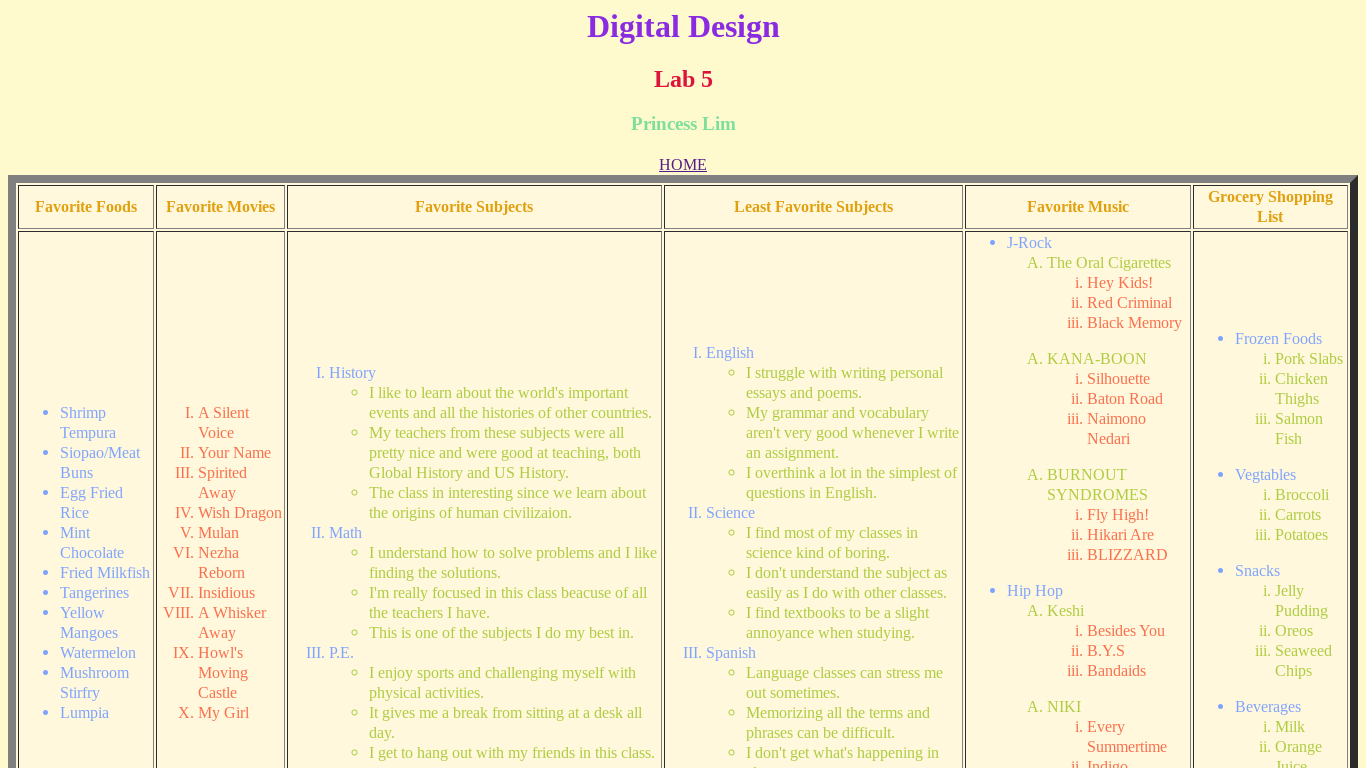 Digital Design
Lab 5
Princess Lim
HOME
Favorite Foods
Favorite Movies
Favorite Subjects
Least Favorite Subjects
Favorite Music
Grocery Shopping
List
Shrimp
Tempura
Siopao/Meat
Buns
Egg Fried
Rice
Mint
Chocolate
Fried Milkfish
Tangerines
Yellow
Mangoes
Watermelon
Mushroom
Stirfry
Lumpia
I. A Silent
Voice
II. Your Name
III. Spirited
Away
IV. Wish Dragon
V. Mulan
VI. Nezha
Reborn
VII. Insidious
VIII. A Whisker
Away
IX. Howl's
Moving
Castle
X. My Girl
I. History
I like to learn about the world's important
events and all the histories of other countries.
My teachers from these subjects were all
pretty nice and were good at teaching, both
Global History and US History.
The class in interesting since we learn about
the origins of human civilizaion.
II. Math
I understand how to solve problems and I like
finding the solutions.
I'm really focused in this class beacuse of all
the teachers I have.
This is one of the subjects I do my best in.
III. P.E.
I enjoy sports and challenging myself with
physical activities.
It gives me a break from sitting at a desk all
day.
I get to hang out with my friends in this class.
I. English
I struggle with writing personal
essays and poems.
My grammar and vocabulary
aren't very good whenever I write
an assignment.
I overthink a lot in the simplest of
questions in English.
II. Science
I find most of my classes in
science kind of boring.
I don't understand the subject as
easily as I do with other classes.
I find textbooks to be a slight
annoyance when studying.
III. Spanish
Language classes can stress me
out sometimes.
Memorizing all the terms and
phrases can be difficult.
I don't get what's happening in
J-Rock
A. The Oral Cigarettes
i. Hey Kids!
ii. Red Criminal
iii. Black Memory
A. KANA-BOON
i. Silhouette
ii. Baton Road
iii. Naimono
Nedari
A. BURNOUT
SYNDROMES
i. Fly High!
ii. Hikari Are
iii. BLIZZARD
Hip Hop
A. Keshi
i. Besides You
ii. B.Y.S
iii. Bandaids
A. NIKI
i. Every
Summertime
ii. Indigo
Frozen Foods
i. Pork Slabs
ii. Chicken
Thighs
iii. Salmon
Fish
Vegtables
i. Broccoli
ii. Carrots
iii. Potatoes
Snacks
i. Jelly
Pudding
ii. Oreos
iii. Seaweed
Chips
Beverages
i. Milk
ii. Orange
Juice